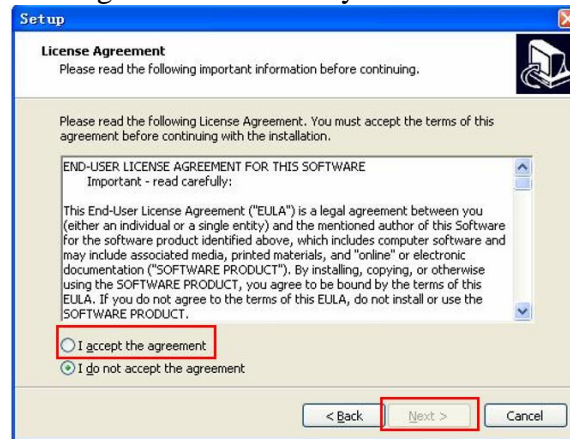 Setup
License Agreement
Please read the following important information before continuing.
Please read the following License Agreement. You must accept the terms of this
agreement before continuing with the installation.
END-USER LICENSE AGREEMENT FOR THIS SOFTWARE
Important - read carefully:
This End-User License Agreement ("EULA") is a legal agreement between you
(either an individual or a single entity) and the mentioned author of this Software
for the software product identified above, which includes computer software and
may include associated media, printed materials, and "online" or electronic
documentation ("SOFTWARE PRODUCT"). By installing, copying, or otherwise
using the SOFTWARE PRODUCT, you agree to be bound by the terms of this
EULA. If you do not agree to the terms of this EULA, do not install or use the
SOFTWARE PRODUCT.
I accept the agreement
I do not accept the agreement
< Back Next > Cancel